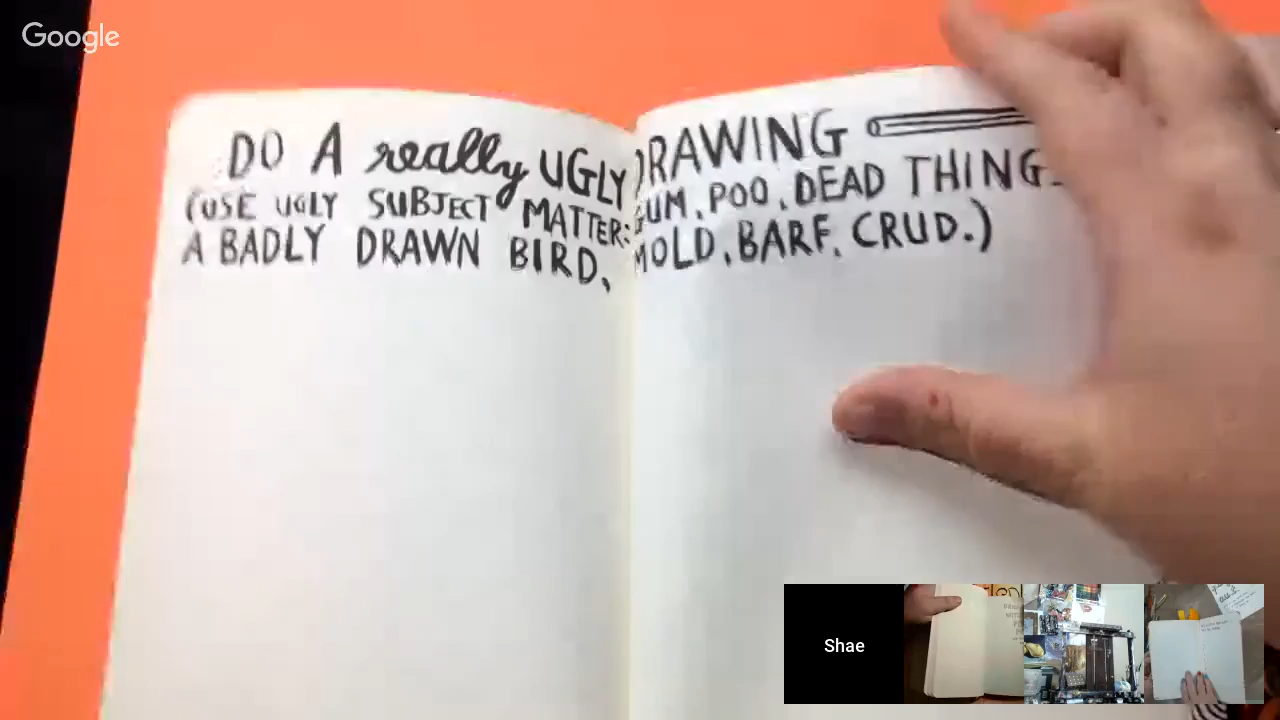 Google
DO A really UGLY DRAWING
(USE UGLY SUBJECT MATTER: GUM, POO, DEAD THING
A BADLY DRAWN BIRD, MOLD, BARF, CRUD.)
Shae